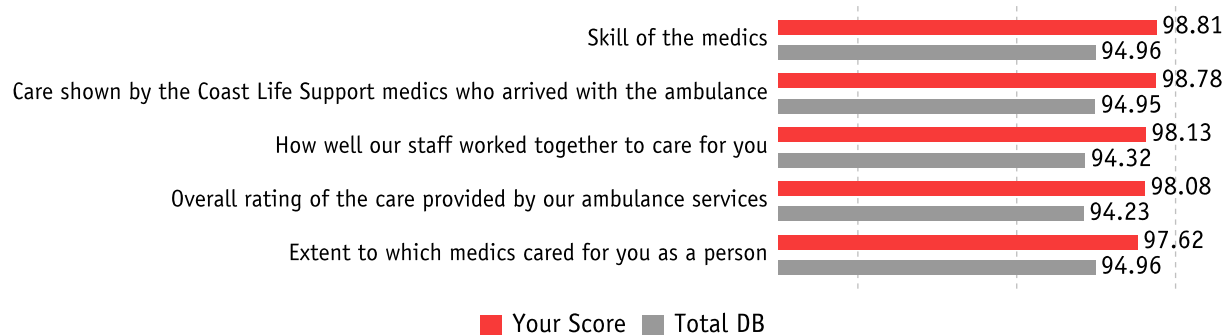 Skill of the medics
98.81
94.96
Care shown by the Coast Life Support medics who arrived with the ambulance
98.78
94.95
How well our staff worked together to care for you
98.13
94.32
Overall rating of the care provided by our ambulance services
98.08
94.23
Extent to which medics cared for you as a person
97.62
94.96
Your Score Total DB